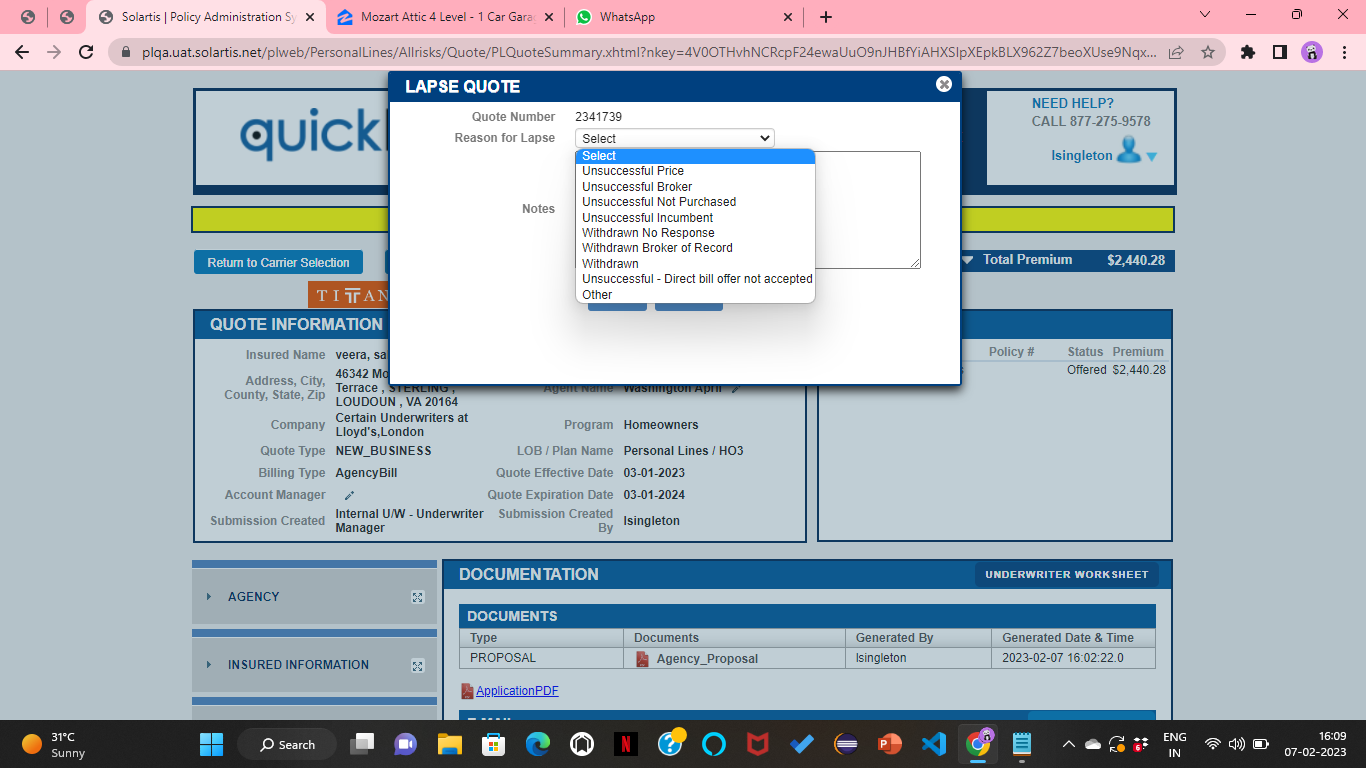 Solartis | Policy Administration Sy
Mozart Attic 4 Level - 1 Car Garag
WhatsApp
plqa.uat.solartis.net/plweb/PersonalLines/Allrisks/Quote/PLQuoteSummary.xhtml?nkey=4V0OTHvhNCRcpF24ewaUuO9nJHBfYiAHXSlpXEpkBLX962Z7beoXUse9Nqx...
LAPSE QUOTE
Quote Number 2341739
Reason for Lapse Select
Select
Unsuccessful Price
Unsuccessful Broker
Unsuccessful Not Purchased
Unsuccessful Incumbent
Withdrawn No Response
Withdrawn Broker of Record
Withdrawn
Unsuccessful - Direct bill offer not accepted
Other
Notes
quick
NEED HELP?
CALL 877-275-9578
lsingleton
Return to Carrier Selection
Total Premium $2,440.28
TITAN
QUOTE INFORMATION
Insured Name veera, sa
Address, City, County, State, Zip 46342 Mo
Terrace , STERLING ,
LOUDOUN , VA 20164
Agent Name Washington April
Company Certain Underwriters at Lloyd's,London
Program Homeowners
Quote Type NEW_BUSINESS
LOB / Plan Name Personal Lines / HO3
Billing Type AgencyBill
Quote Effective Date 03-01-2023
Account Manager
Quote Expiration Date 03-01-2024
Submission Created Internal U/W - Underwriter Manager
Submission Created By lsingleton
Policy # Status Premium
Offered $2,440.28
AGENCY
INSURED INFORMATION
DOCUMENTATION
UNDERWRITER WORKSHEET
DOCUMENTS
Type Documents Generated By Generated Date & Time
PROPOSAL Agency_Proposal lsingleton 2023-02-07 16:02:22.0
ApplicationPDF
31°C
Sunny
Search
ENG
IN
16:09
07-02-2023